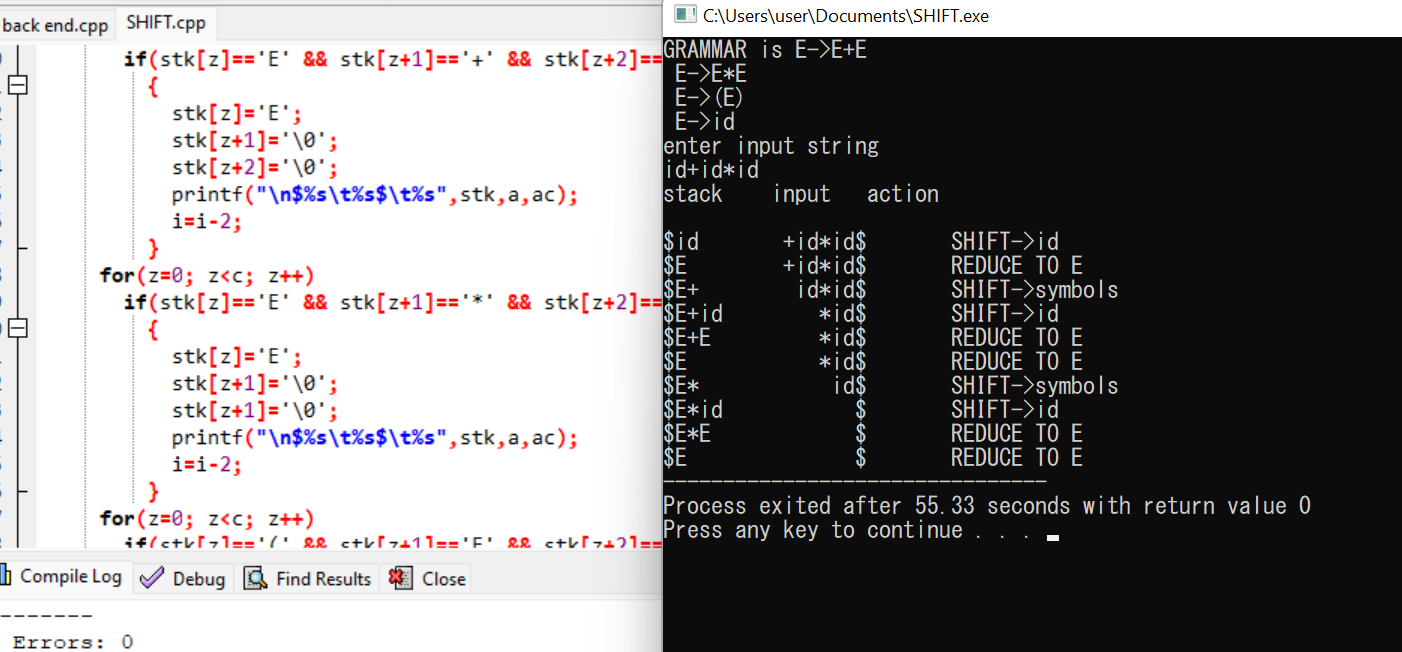 back end.cpp SHIFT.cpp
if(stk[z]=='E' && stk[z+1]=='+' && stk[z+2]==
{
stk[z]='E';
stk[z+1]='\0';
stk[z+2]='\0';
printf("\n$%s\t%s$\t%s",stk,a,ac);
i=i-2;
}
for(z=0; z<c; z++)
if(stk[z]=='E' && stk[z+1]=='*' && stk[z+2]==
{
stk[z]='E';
stk[z+1]='\0';
stk[z+1]='\0';
printf("\n$%s\t%s$\t%s",stk,a,ac);
i=i-2;
}
for(z=0; z<c; z++)
if(stk[z]=='(' && stk[z+1]=='E' && stk[z+2]==
Compile Log Debug Find Results Close
-------
Errors: 0
C:\Users\user\Documents\SHIFT.exe
GRAMMAR is E->E+E
E->E*E
E->(E)
E->id
enter input string
id+id*id
stack input action
$id +id*id$ SHIFT->id
$E +id*id$ REDUCE TO E
$E+ id*id$ SHIFT->symbols
$E+id *id$ SHIFT->id
$E+E *id$ REDUCE TO E
$E *id$ REDUCE TO E
$E* id$ SHIFT->symbols
$E*id $ SHIFT->id
$E*E $ REDUCE TO E
$E $ REDUCE TO E
--------------------------------
Process exited after 55.33 seconds with return value 0
Press any key to continue . . .